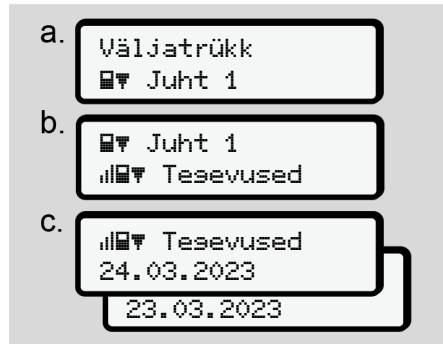 a.
Väljatrükk
Juht 1
b.
Juht 1
Tegevused
c.
Tegevused
24.03.2023
23.03.2023